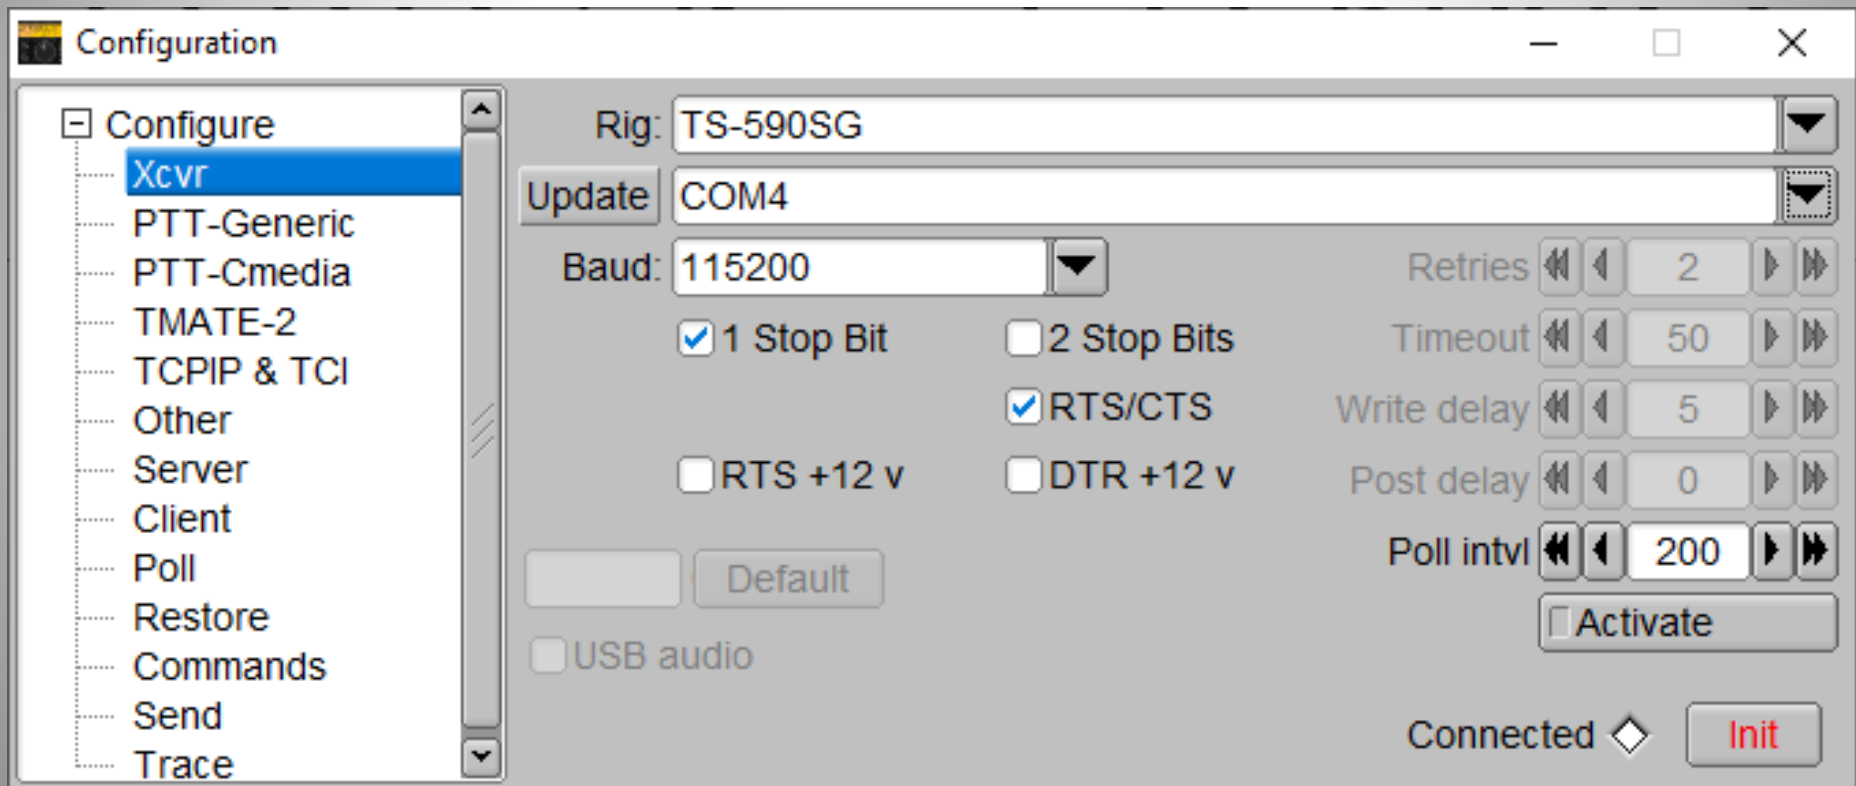 Configuration
Configure
Xcvr
PTT-Generic
PTT-Cmedia
TMATE-2
TCPIP & TCI
Other
Server
Client
Poll
Restore
Commands
Send
Trace
Rig: TS-590SG
Update COM4
Baud: 115200
Retries 2
1 Stop Bit 2 Stop Bits
Timeout 50
RTS/CTS
Write delay 5
RTS +12 v DTR +12 v
Post delay 0
Poll intvl 200
Default
Activate
USB audio
Connected Init